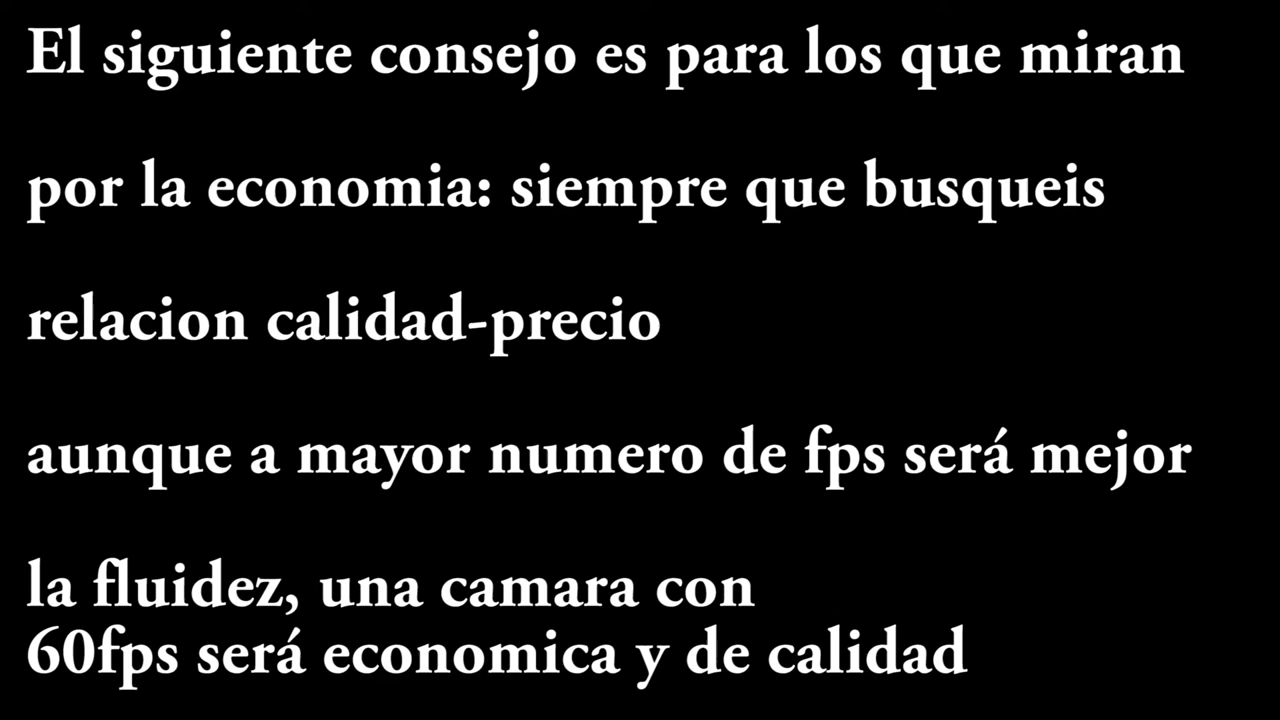 El siguiente consejo es para los que miran
por la economia: siempre que busqueis
relacion calidad-precio
aunque a mayor numero de fps será mejor
la fluidez, una camara con
60fps será economica y de calidad